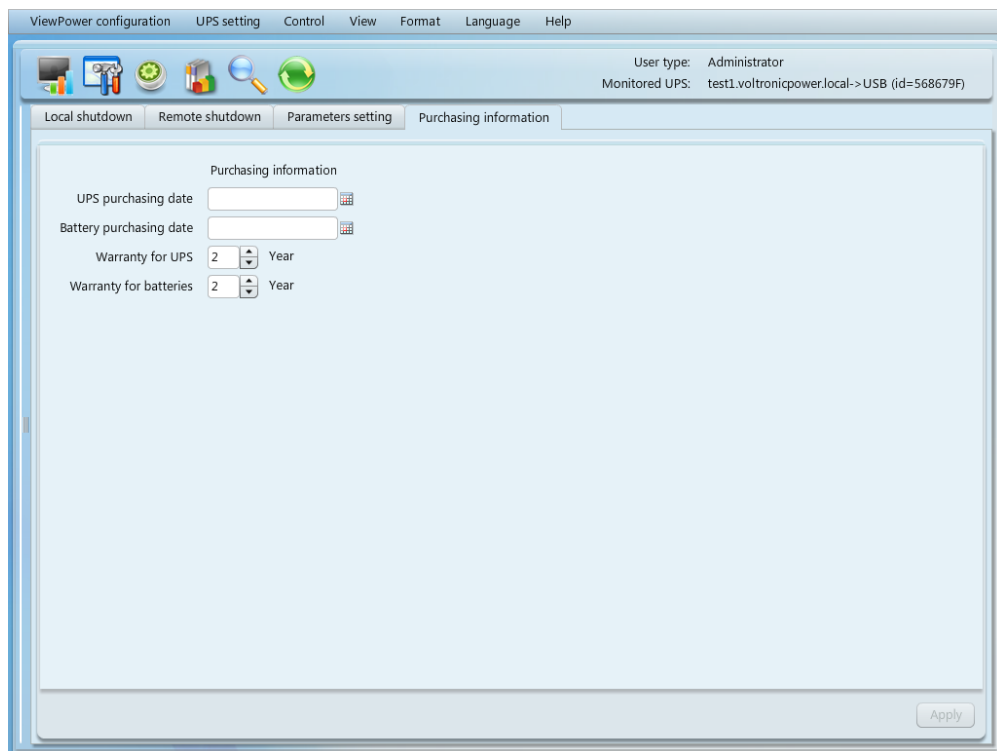 ViewPower configuration UPS setting Control View Format Language Help
User type: Administrator
Monitored UPS: test1.voltronicpower.local->USB (id=568679F)
Local shutdown Remote shutdown Parameters setting Purchasing information
Purchasing information
UPS purchasing date
Battery purchasing date
Warranty for UPS 2 Year
Warranty for batteries 2 Year
Apply